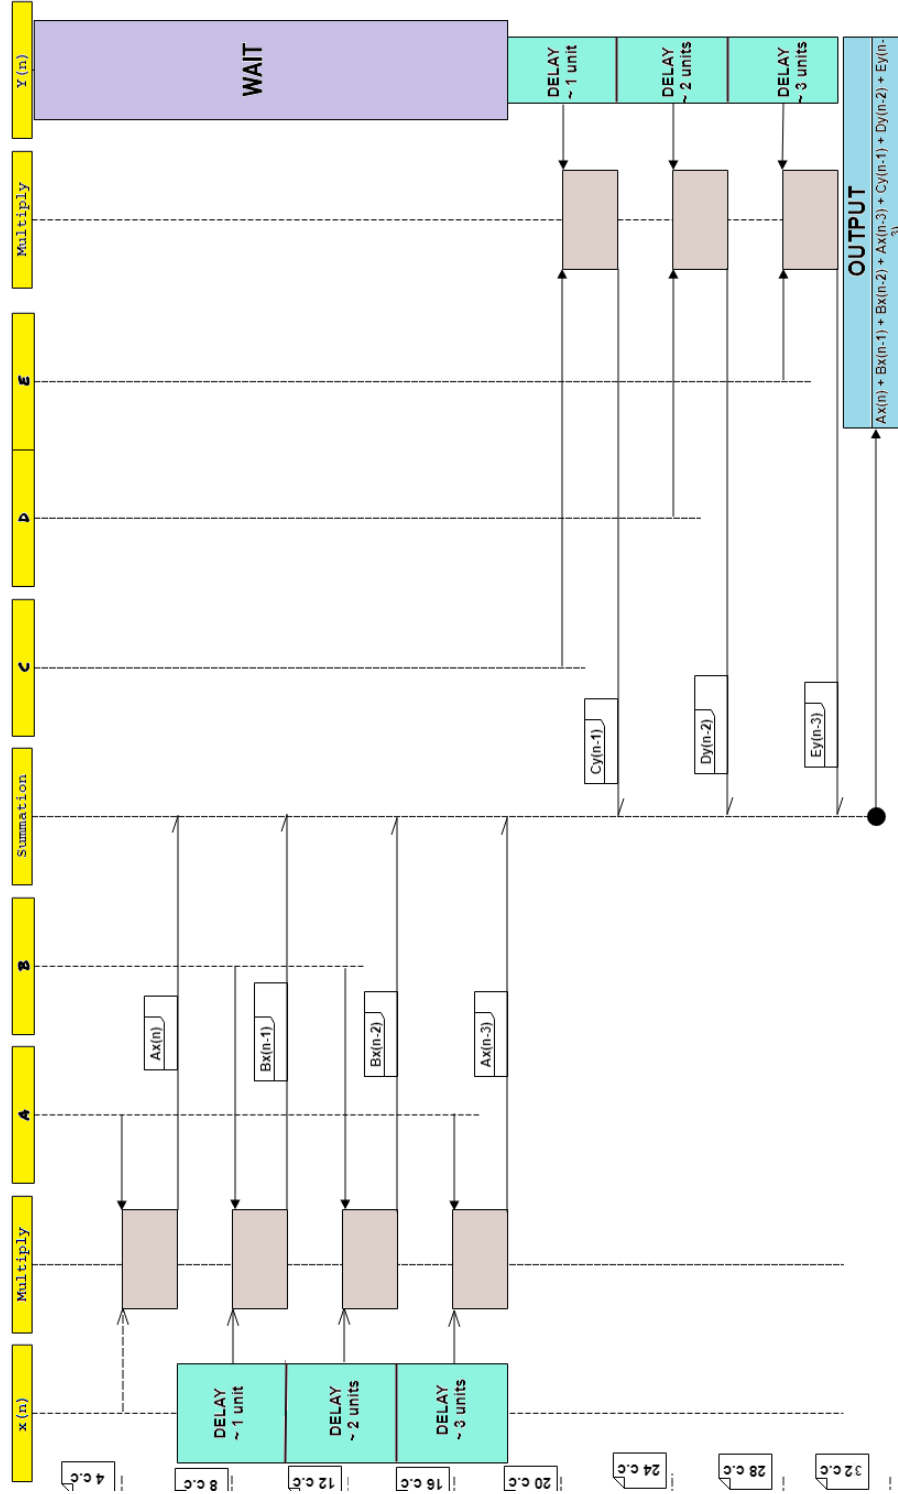 x(n)
Multiply
A
B
Summation
C
D
E
Multiply
Y(n)
WAIT
4 c.c
8 c.c
12 c.c
16 c.c
20 c.c
24 c.c
28 c.c
32 c.c
Ax(n)
DELAY
~ 1 unit
Bx(n-1)
DELAY
~ 2 units
Bx(n-2)
DELAY
~ 3 units
Ax(n-3)
DELAY
~ 1 unit
Cy(n-1)
DELAY
~ 2 units
Dy(n-2)
DELAY
~ 3 units
Ey(n-3)
OUTPUT
Ax(n) + Bx(n-1) + Bx(n-2) + Ax(n-3) + Cy(n-1) + Dy(n-2) + Ey(n-
3)